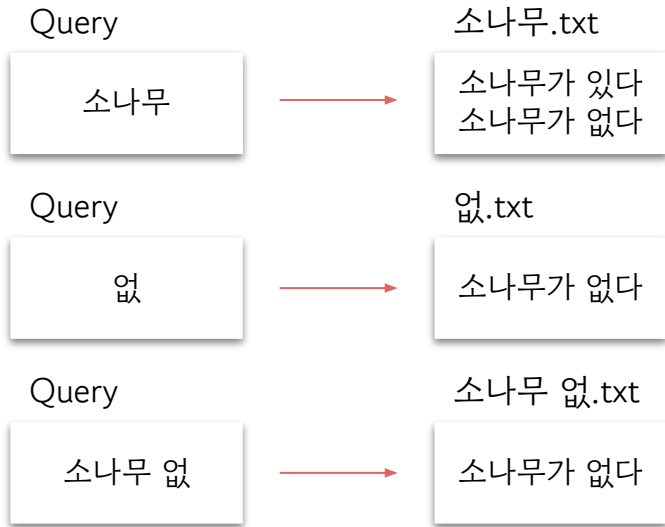 Query
소나무.txt
소나무
소나무가 있다
소나무가 없다
Query
없.txt
없
소나무가 없다
Query
소나무 없.txt
소나무 없
소나무가 없다